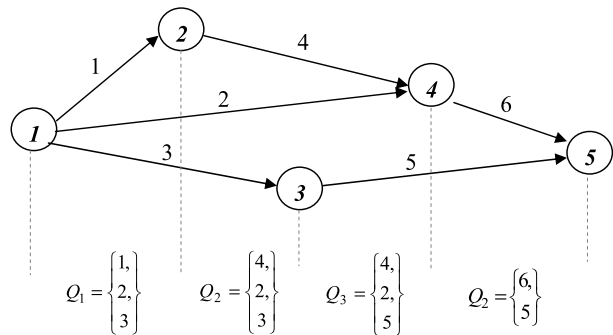 2
4
1
4
2
6
1
3
5
5
3
Q₁ = {1, 2, 3}
Q₂ = {4, 2, 3}
Q₃ = {4, 2, 5}
Q₂ = {6, 5}